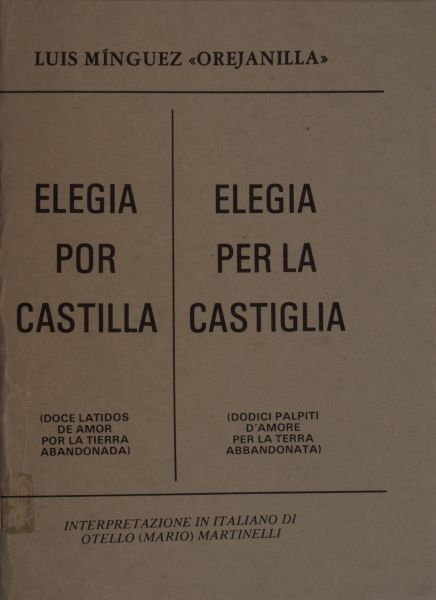 LUIS MÍNGUEZ «OREJANILLA»
ELEGIA
POR
CASTILLA
(DOCE LATIDOS
DE AMOR
POR LA TIERRA
ABANDONADA)
ELEGIA
PER LA
CASTIGLIA
(DODICI PALPITI
D'AMORE
PER LA TERRA
ABBANDONATA)
INTERPRETAZIONE IN ITALIANO DI
OTELLO (MARIO) MARTINELLI